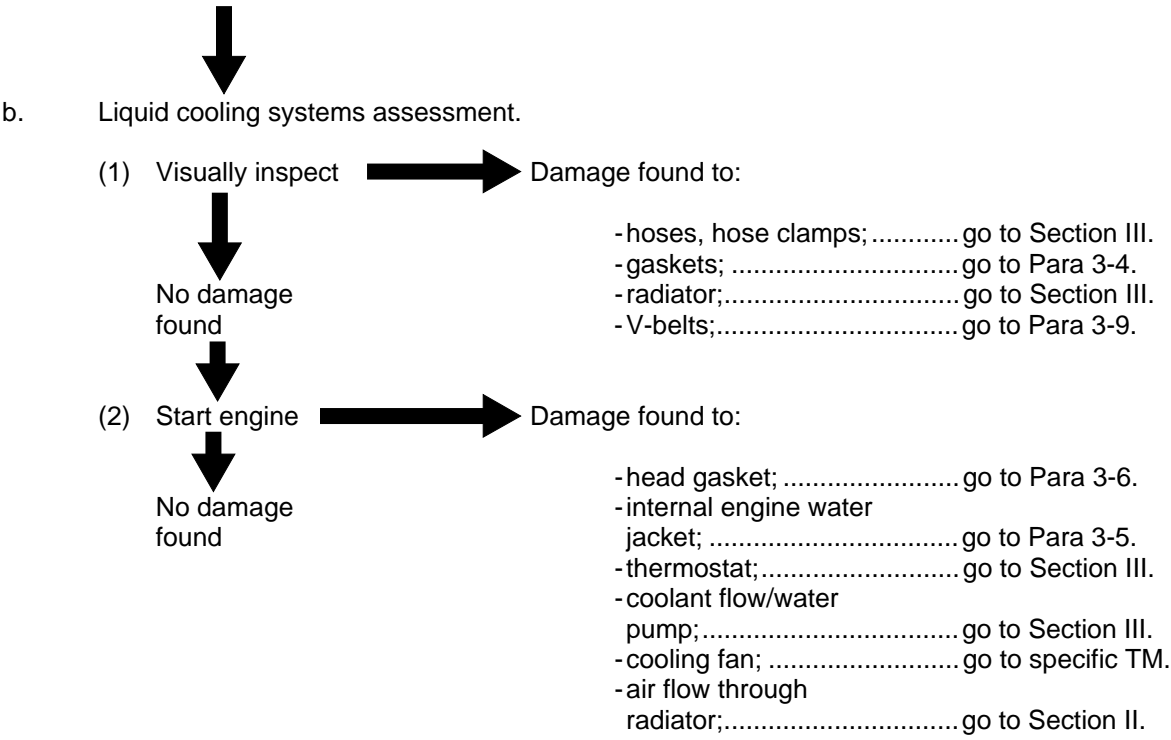 b. Liquid cooling systems assessment.
(1) Visually inspect Damage found to:
-hoses, hose clamps;............go to Section III.
-gaskets; ...............................go to Para 3-4.
No damage -radiator;................................go to Section III.
found -V-belts;.................................go to Para 3-9.
(2) Start engine Damage found to:
-head gasket; ........................go to Para 3-6.
No damage -internal engine water
found jacket; ..................................go to Para 3-5.
-thermostat;...........................go to Section III.
-coolant flow/water
pump;...................................go to Section III.
-cooling fan; ..........................go to specific TM.
-air flow through
radiator;................................go to Section II.